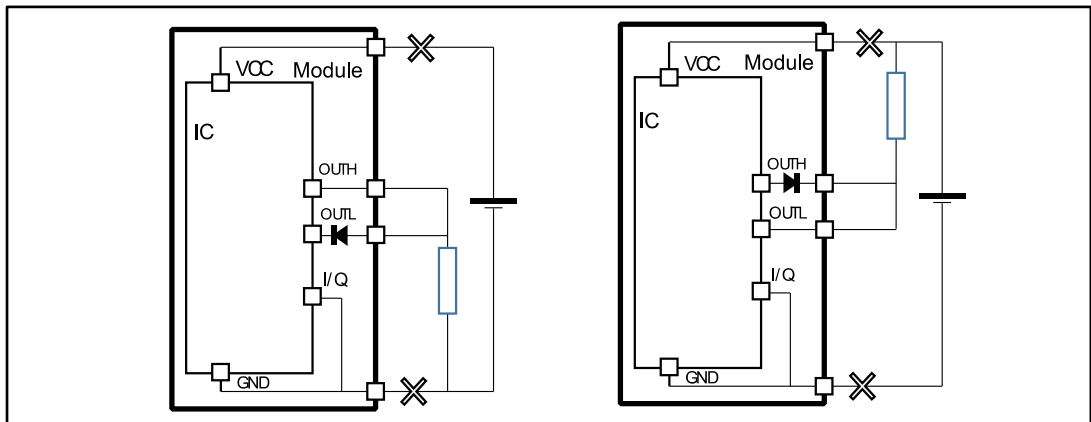 VCC
Module
IC
OUTH
OUTL
I/Q
GND
VCC
Module
IC
OUTH
OUTL
I/Q
GND